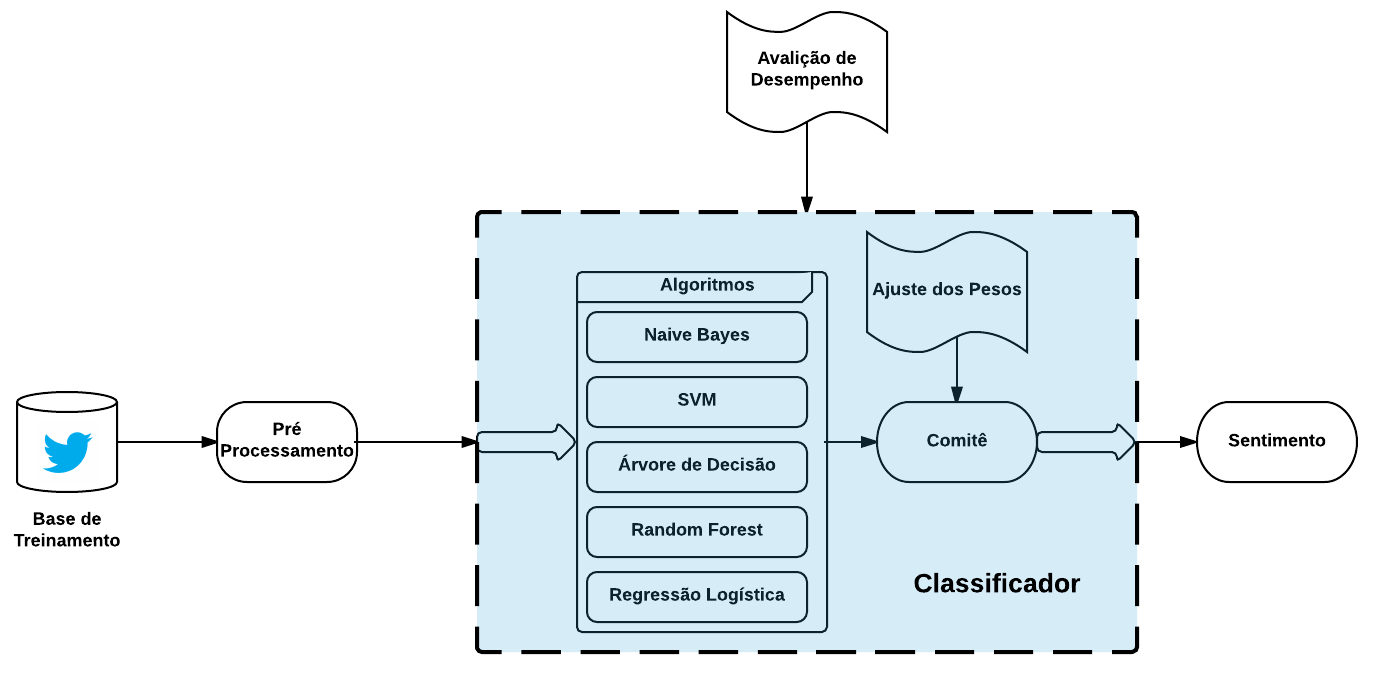 Avalição de
Desempenho
Algoritmos
Ajuste dos Pesos
Naive Bayes
SVM
Árvore de Decisão
Random Forest
Regressão Logística
Pré
Processamento
Comitê
Sentimento
Base de
Treinamento
Classificador